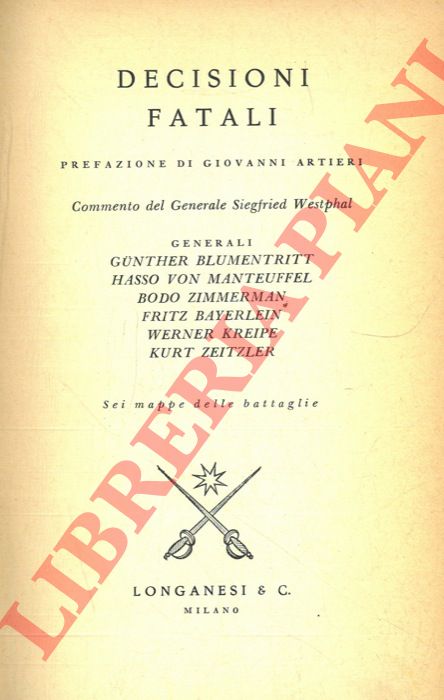 DECISIONI
FATALI
PREFAZIONE DI GIOVANNI ARTIERI
Commento del Generale Siegfried Westphal
GENERALI
GÜNTHER BLUMENTRITT
HASSO VON MANTEUFFEL
BODO ZIMMERMAN
FRITZ BAYERLEIN
WERNER KREIPE
KURT ZEITZLER
Sei mappe delle battaglie
LONGANESI & C.
MILANO
LIBRERIA PIANI